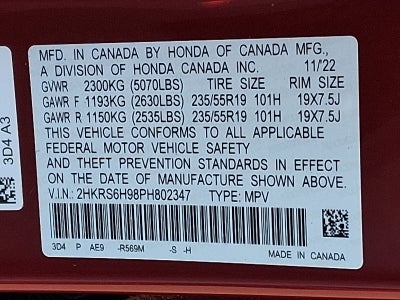 MFD. IN CANADA BY HONDA OF CANADA MFG.,
A DIVISION OF HONDA CANADA INC. 11/'22
GVWR 2300KG (5070LBS) TIRE SIZE RIM SIZE
GAWR F 1193KG (2630LBS) 235/55R19 101H 19X7.5J
GAWR R 1150KG (2535LBS) 235/55R19 101H 19X7.5J
THIS VEHICLE CONFORMS TO ALL APPLICABLE
FEDERAL MOTOR VEHICLE SAFETY
AND THEFT PREVENTION STANDARDS IN EFFECT
ON THE DATE OF MANUFACTURE SHOWN ABOVE.
V.I.N.: 2HKRS6H98PH802347 TYPE: MPV
3D4 P AE9 -R569M -S -H
MADE IN CANADA
3D4 A3